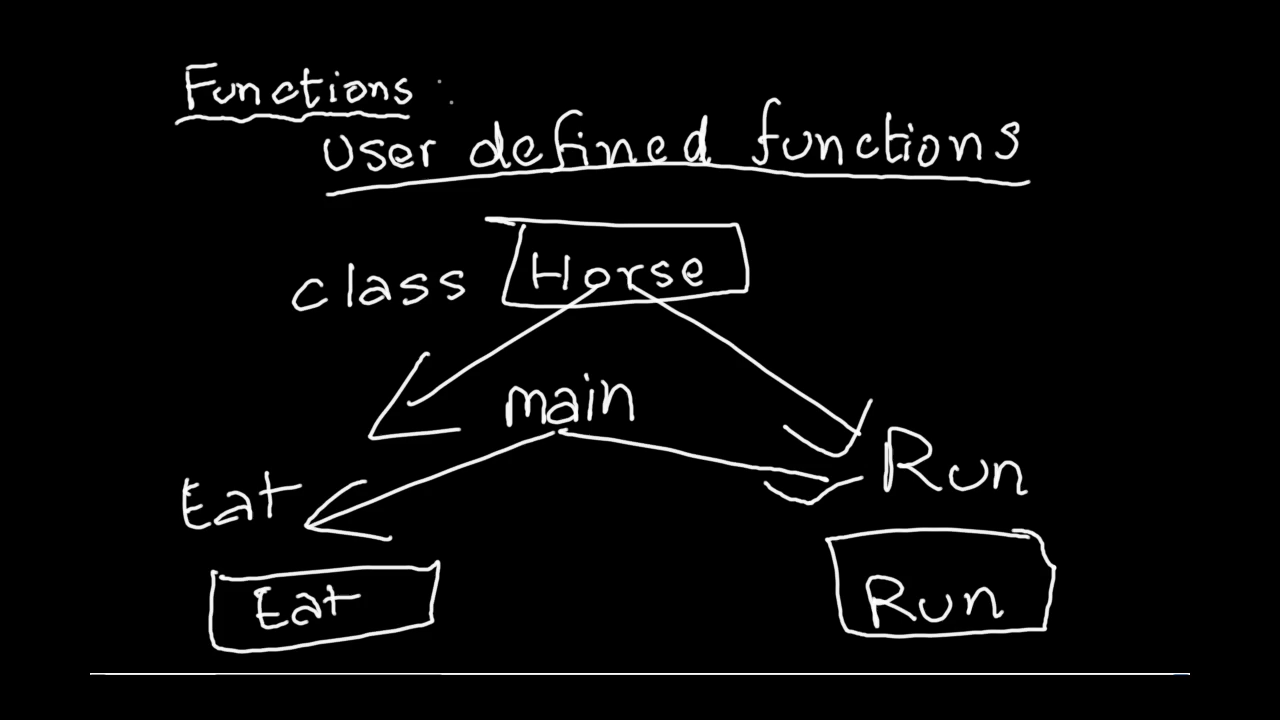 Functions :
User defined functions
class Horse
main
Eat
Run
Eat
Run